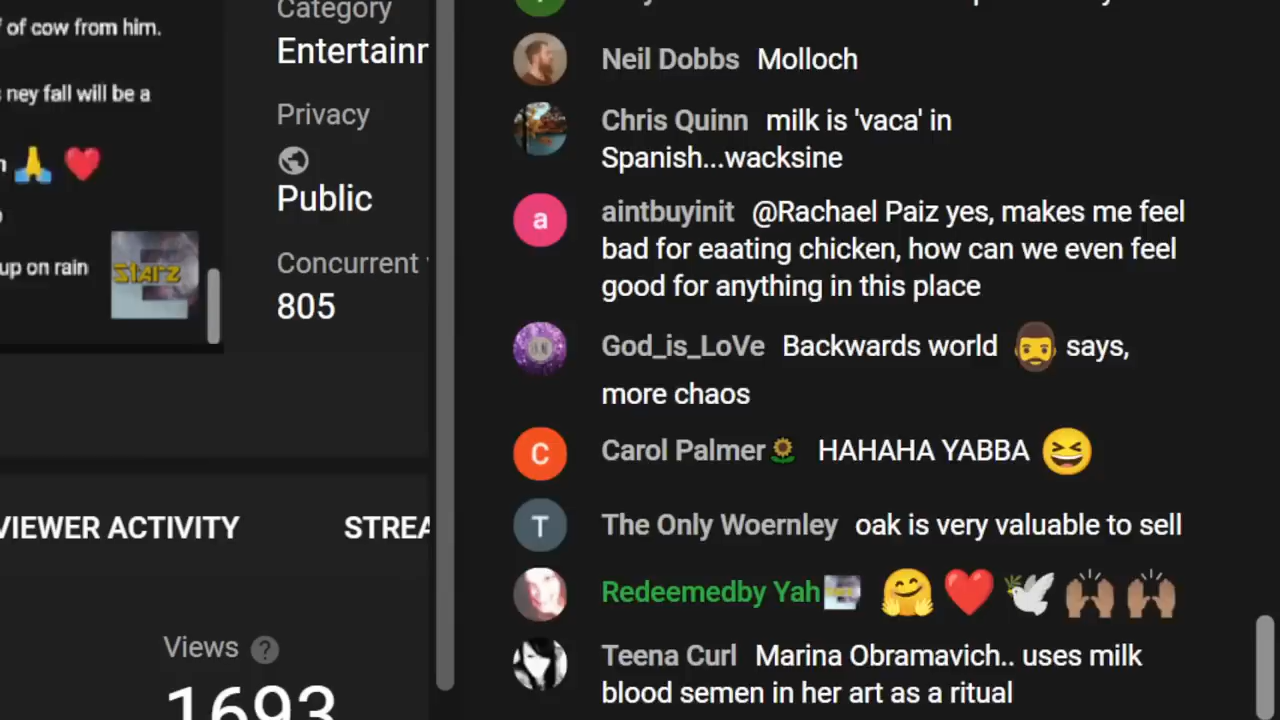 of cow from him.
ney fall will be a
up on rain
STARZ
Category
Privacy
Public
Concurrent
805
VIEWER ACTIVITY
Views ?
1693
Neil Dobbs Molloch
Chris Quinn milk is 'vaca' in
Spanish...wacksine
a aintbuyinit @Rachael Paiz yes, makes me feel
bad for eaating chicken, how can we even feel
good for anything in this place
God_is_LoVe Backwards world 🧔🏾 says,
more chaos
C Carol Palmer🌻 HAHAHA YABBA 😆
T The Only Woernley oak is very valuable to sell
Redeemedby Yah 🤗 ❤️ 🕊️ 🙌🏽 🙌🏽
Teena Curl Marina Obramavich.. uses milk
blood semen in her art as a ritual